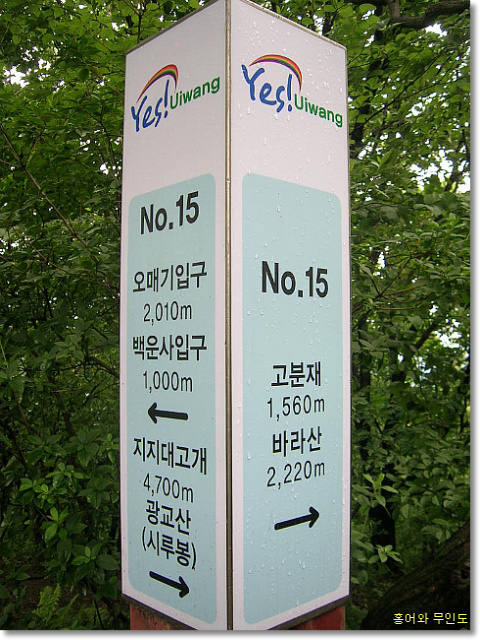 Yes! Uiwang
No.15
오매기입구
2,010m
백운사입구
1,000m
←
지지대고개
4,700m
광교산
(시루봉)
→
Yes! Uiwang
No.15
고분재
1,560m
바라산
2,220m
→
홍어와 무인도